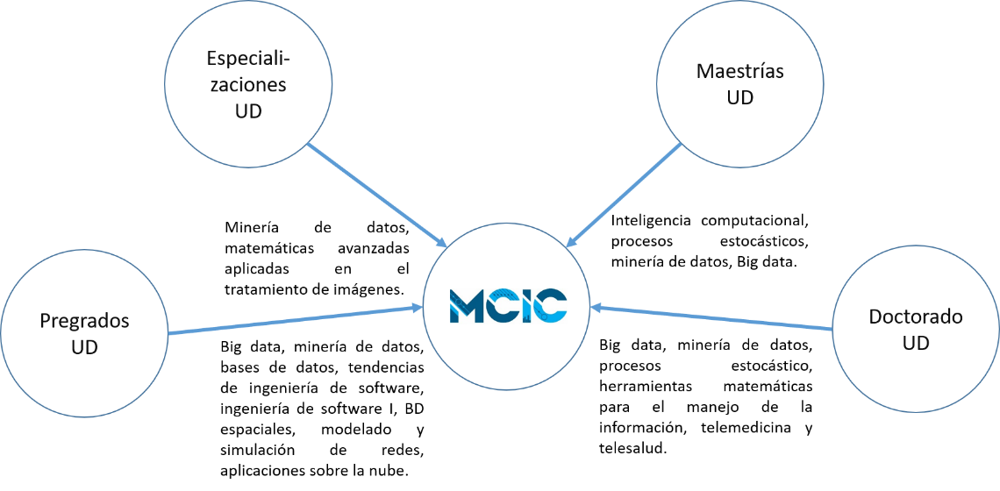 Especiali-
zaciones
UD
Maestrías
UD
Minería de datos,
matemáticas avanzadas
aplicadas en el
tratamiento de imágenes.
Inteligencia computacional,
procesos estocásticos,
minería de datos, Big data.
MCIC
Pregrados
UD
Doctorado
UD
Big data, minería de datos,
bases de datos, tendencias
de ingeniería de software,
ingeniería de software I, BD
espaciales, modelado y
simulación de redes,
aplicaciones sobre la nube.
Big data, minería de datos,
procesos estocástico,
herramientas matemáticas
para el manejo de la
información, telemedicina y
telesalud.